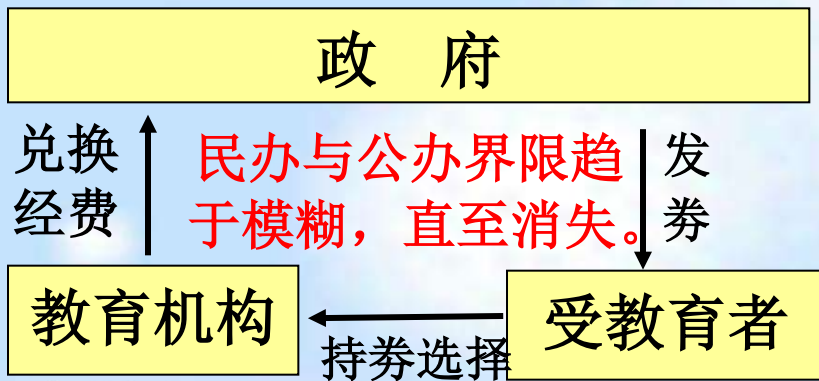 政 府
兑换
经费
民办与公办界限趋
于模糊，直至消失。
发
券
教育机构
受教育者
持券选择